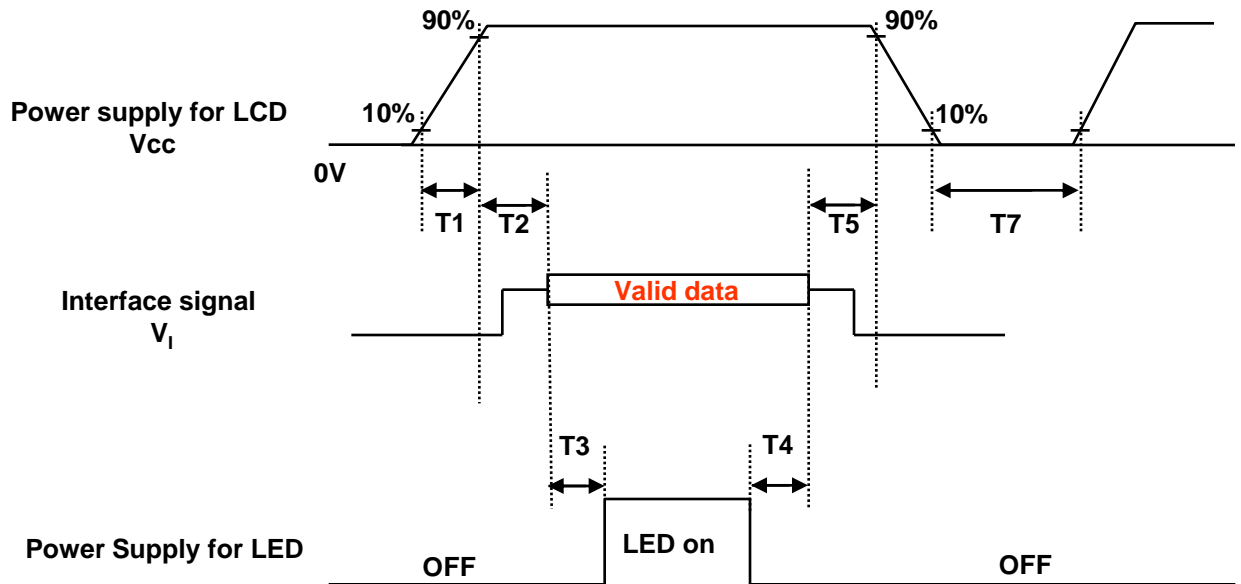 90%
90%
Power supply for LCD
Vcc
10%
10%
0V
T1
T2
T5
T7
Interface signal
VI
Valid data
T3
T4
Power Supply for LED
OFF
LED on
OFF